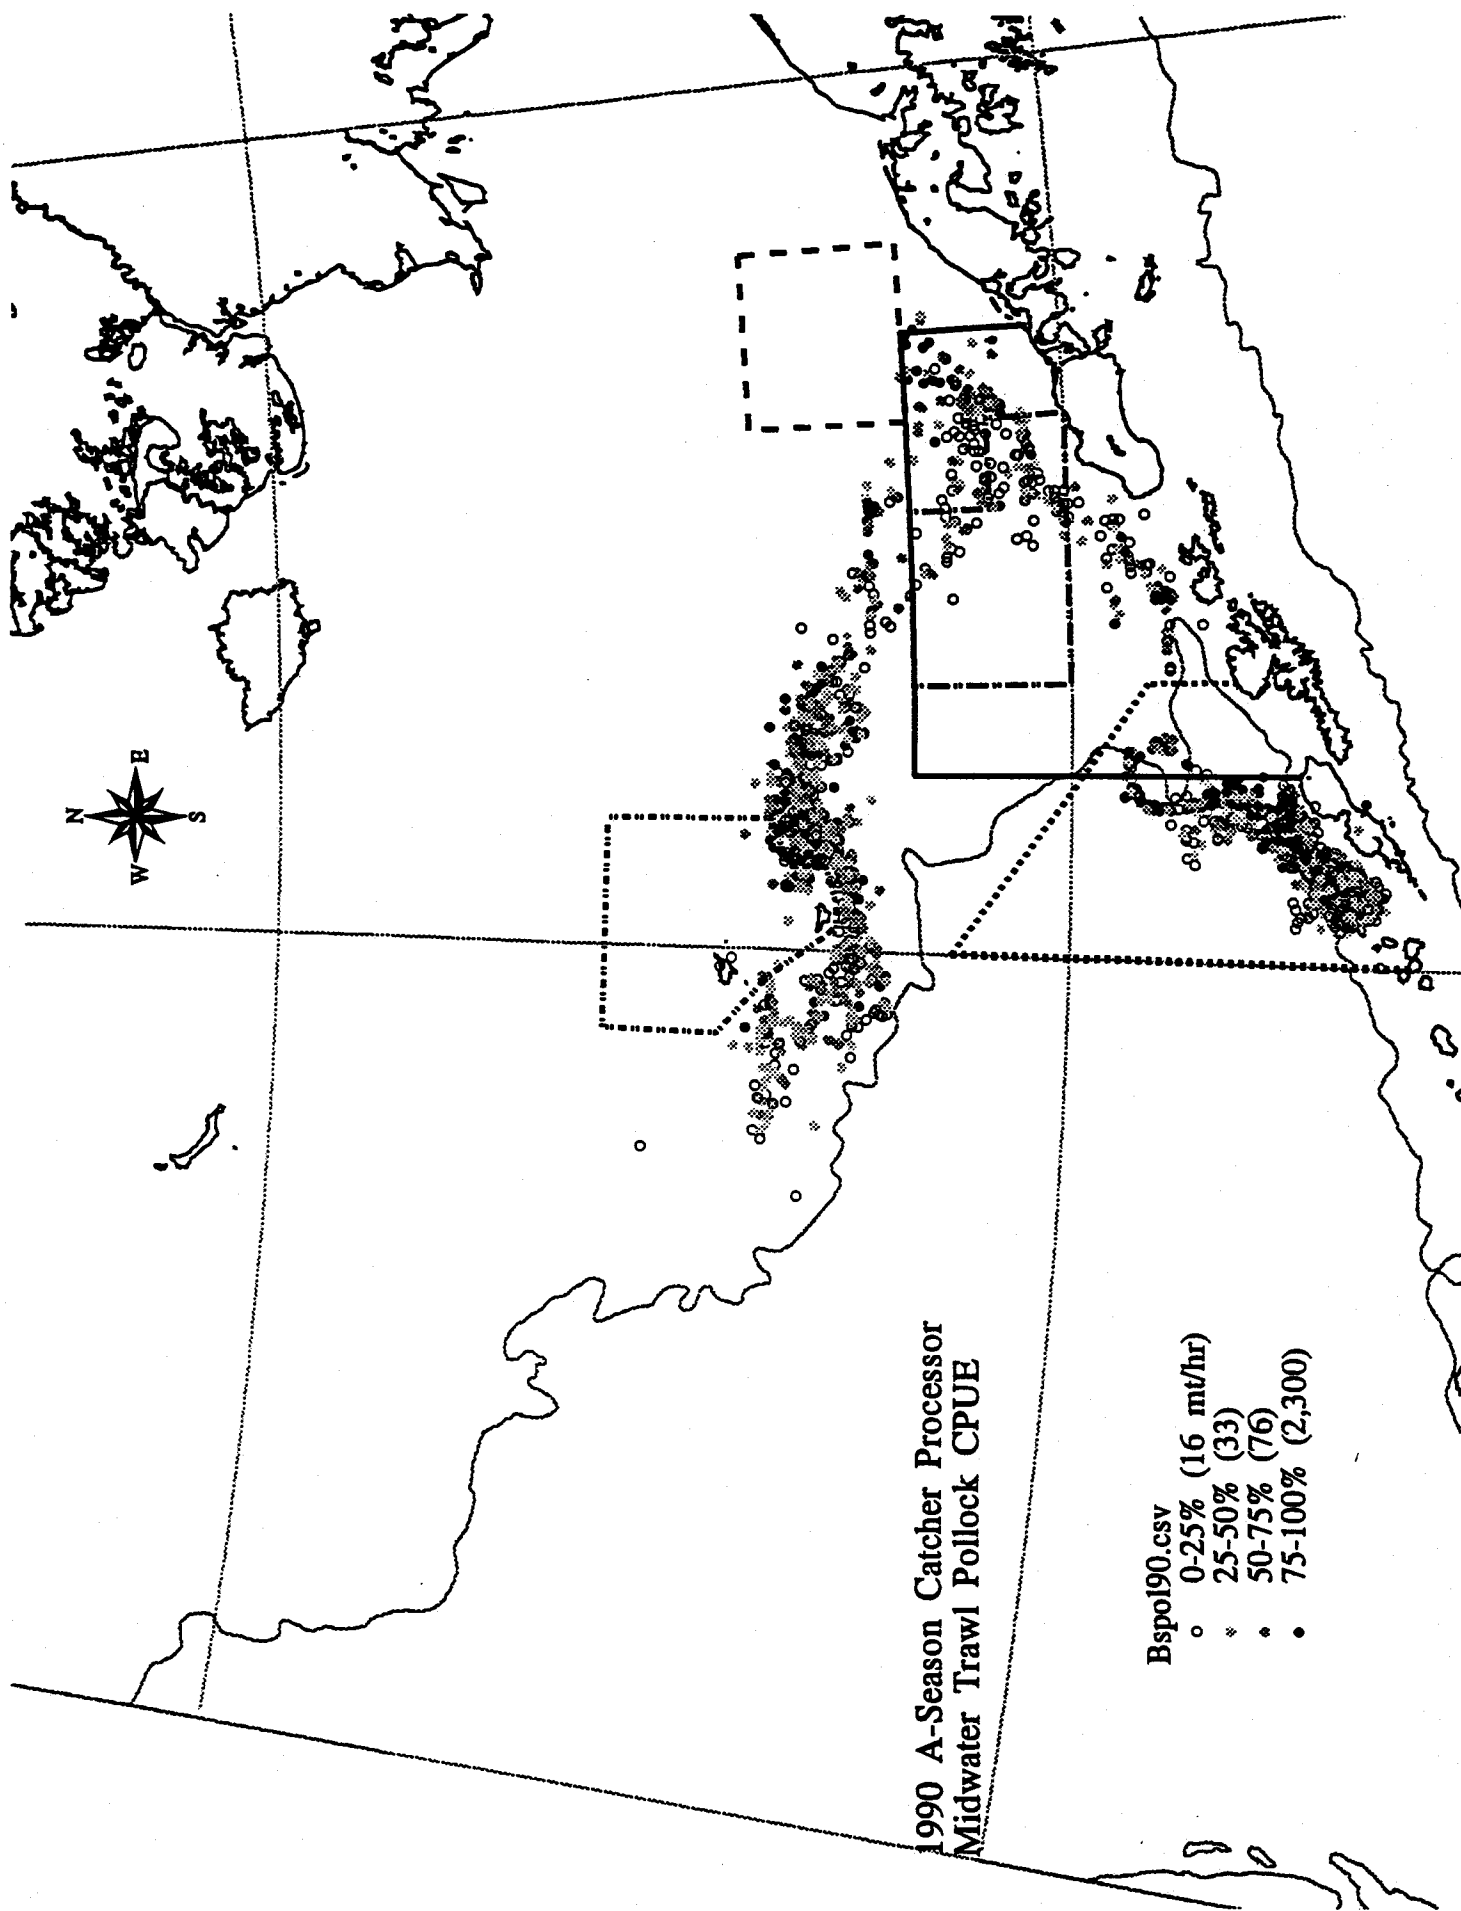 N
W
E
S
1990 A-Season Catcher Processor
Midwater Trawl Pollock CPUE
Bspol90.csv
0-25% (16 mt/hr)
25-50% (33)
50-75% (76)
75-100% (2,300)